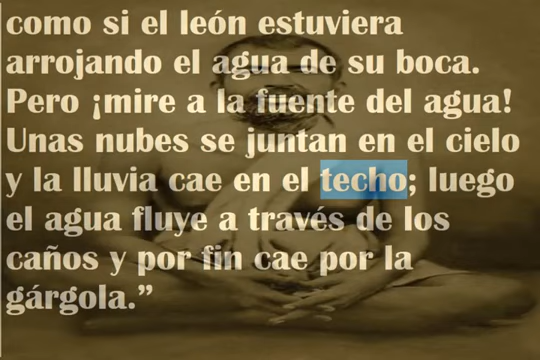 como si el león estuviera
arrojando el agua de su boca.
Pero ¡mire a la fuente del agua!
Unas nubes se juntan en el cielo
y la lluvia cae en el techo; luego
el agua fluye a través de los
caños y por fin cae por la
gárgola.”